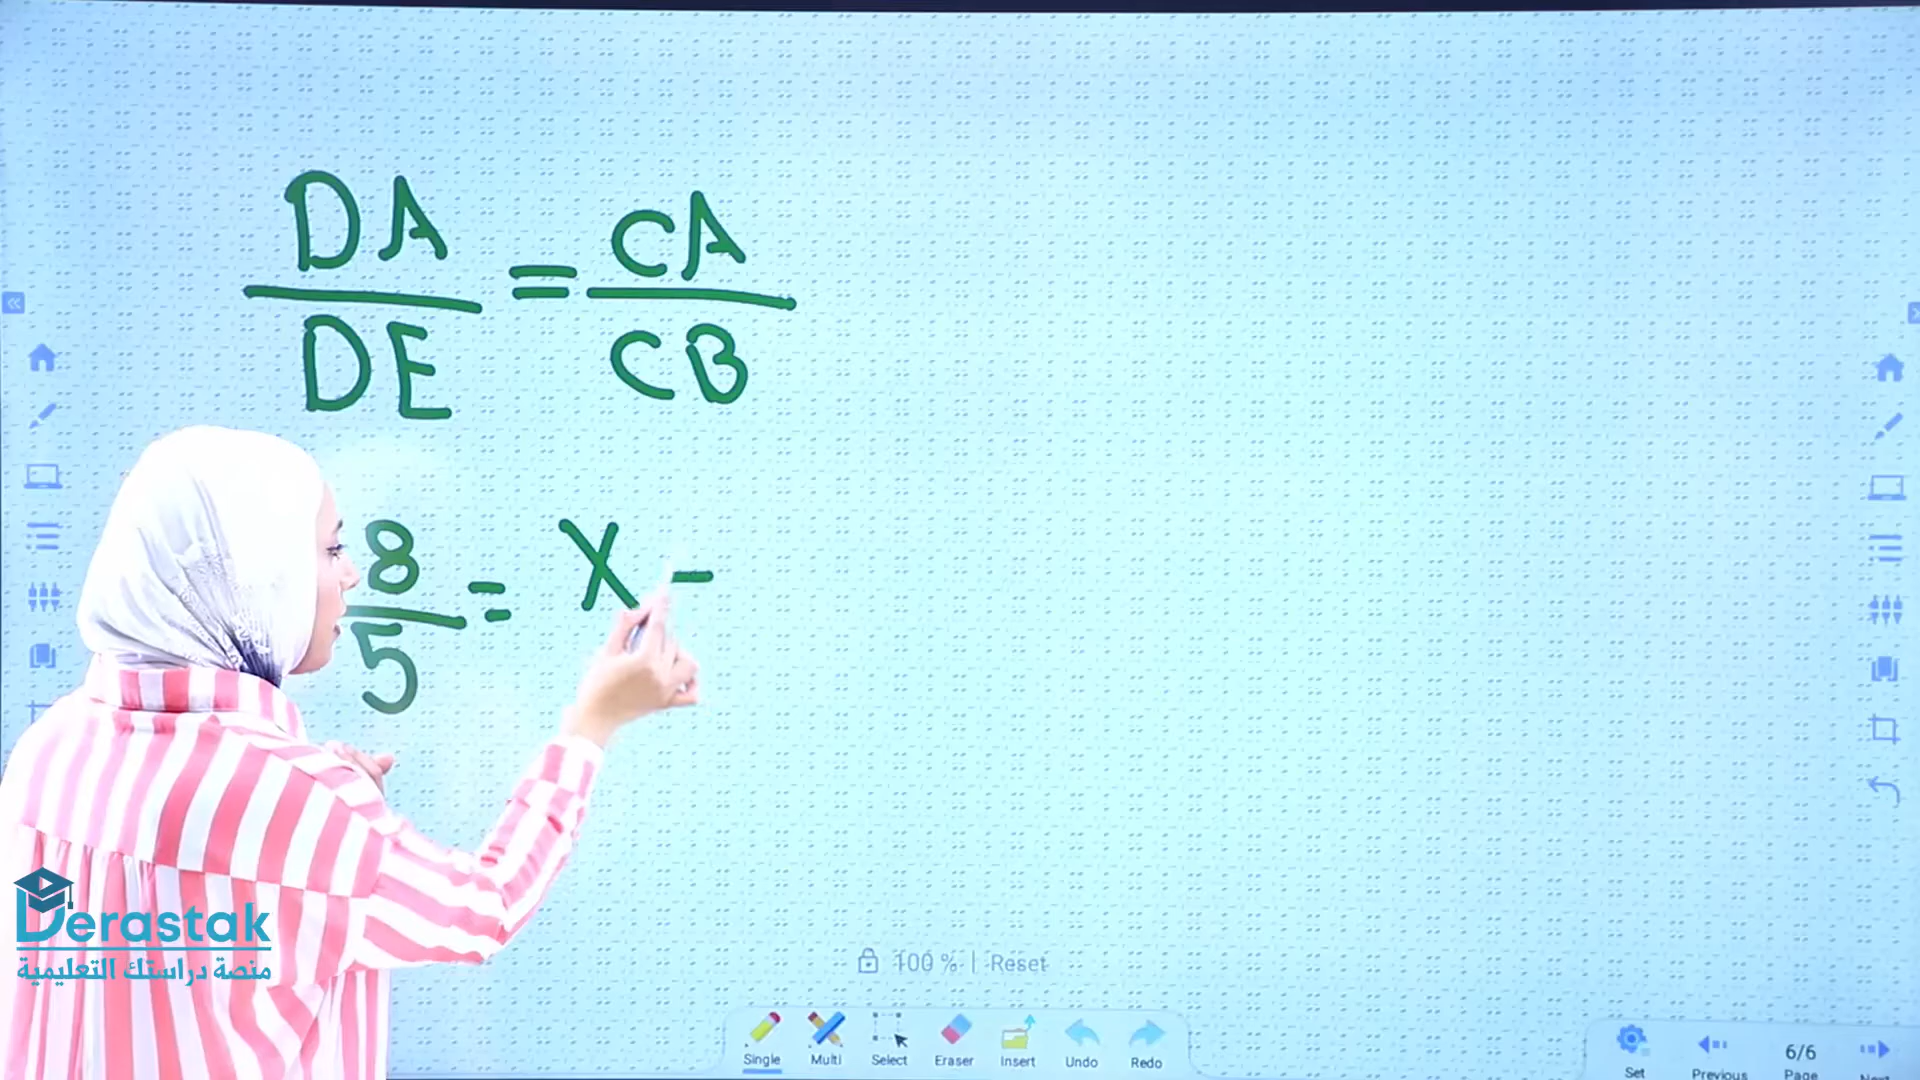 DA/DE = CA/CB
8/5 = X -
Derastak
منصة دراستك التعليمية
100 % | Reset
Single Multi Select Eraser Insert Undo Redo
Set Previous 6/6 Page